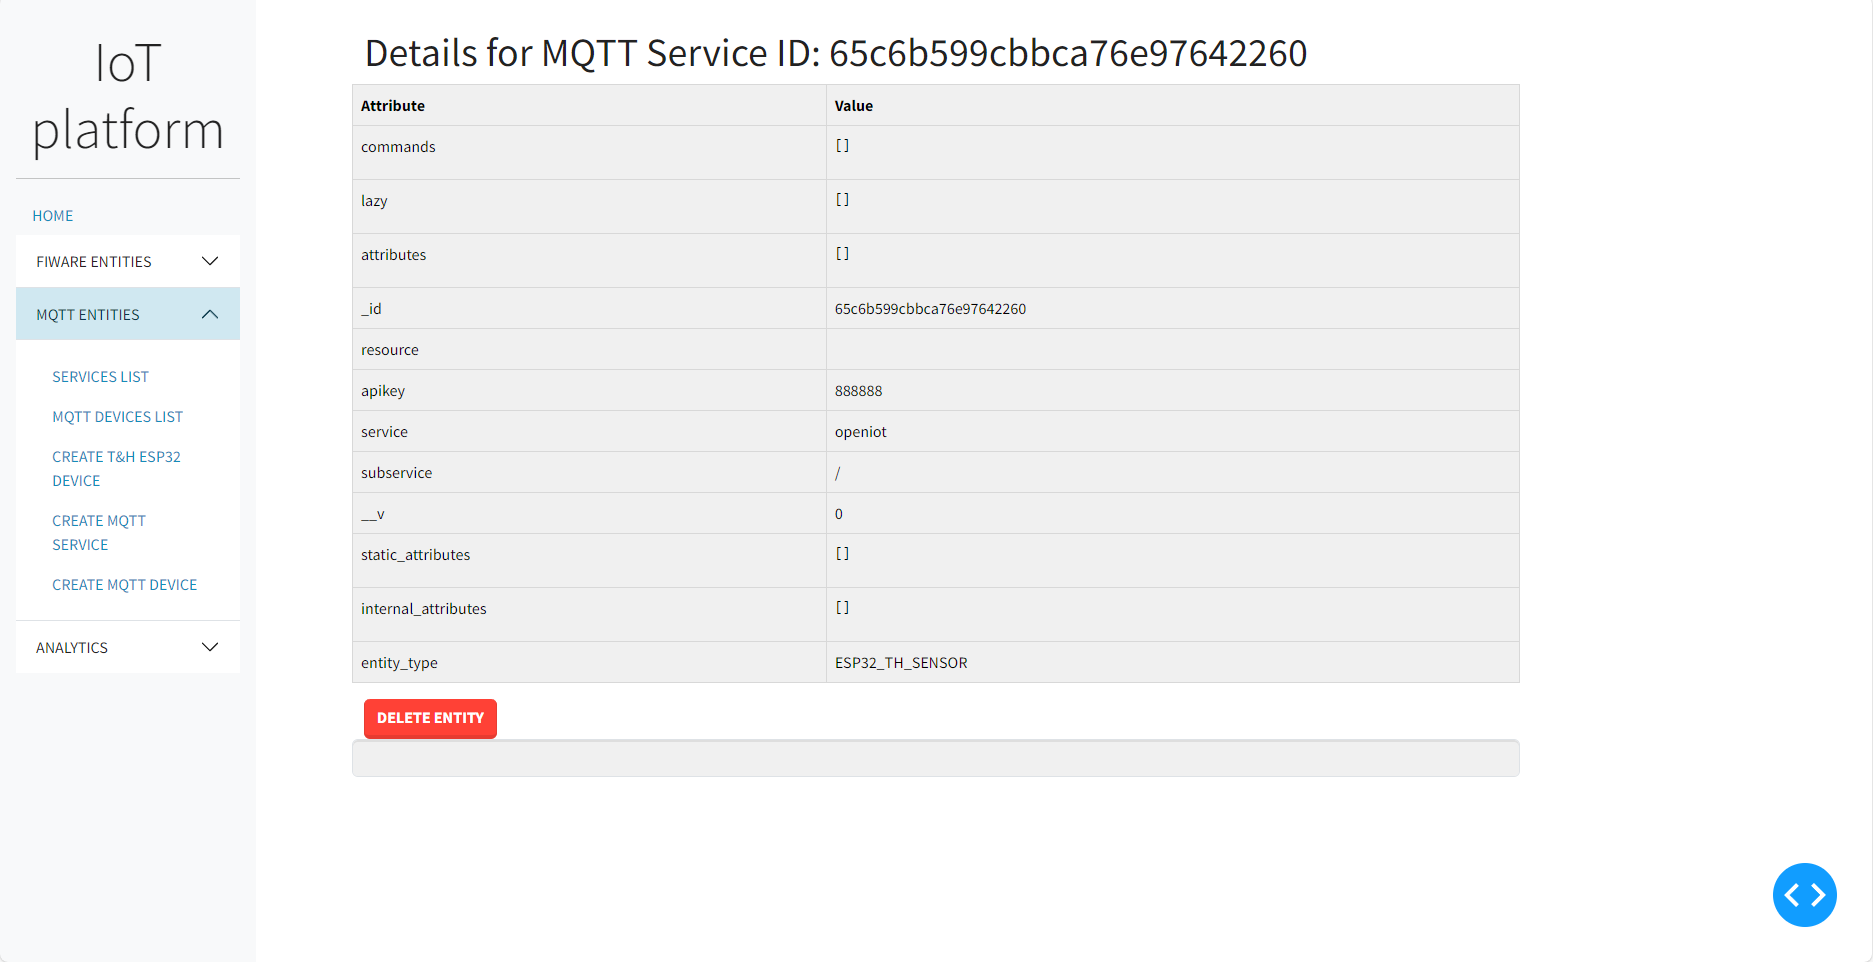 IoT
platform
HOME
FIWARE ENTITIES
MQTT ENTITIES
SERVICES LIST
MQTT DEVICES LIST
CREATE T&H ESP32
DEVICE
CREATE MQTT
SERVICE
CREATE MQTT DEVICE
ANALYTICS
Details for MQTT Service ID: 65c6b599cbbca76e97642260
Attribute Value
commands []
lazy []
attributes []
_id 65c6b599cbbca76e97642260
resource
apikey 888888
service openiot
subservice /
__v 0
static_attributes []
internal_attributes []
entity_type ESP32_TH_SENSOR
DELETE ENTITY